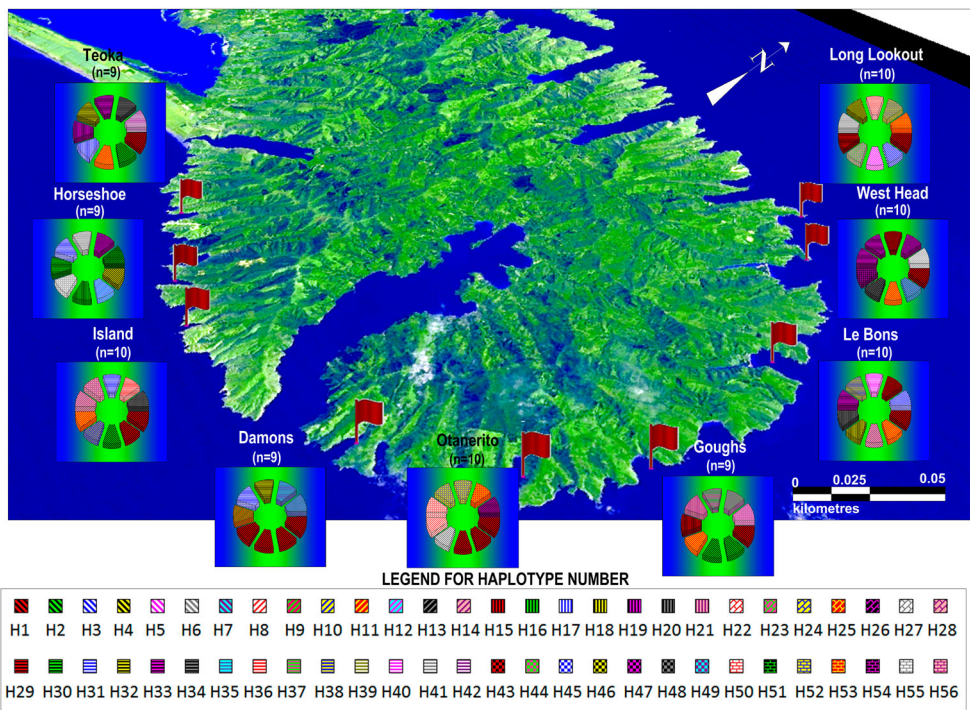 Teoka
(n=9)
Long Lookout
(n=10)
N
Horseshoe
(n=9)
West Head
(n=10)
Island
(n=10)
Le Bons
(n=10)
Damons
(n=9)
Otanerito
(n=10)
Goughs
(n=9)
0 0.025 0.05
kilometres
LEGEND FOR HAPLOTYPE NUMBER
H1 H2 H3 H4 H5 H6 H7 H8 H9 H10 H11 H12 H13 H14 H15 H16 H17 H18 H19 H20 H21 H22 H23 H24 H25 H26 H27 H28
H29 H30 H31 H32 H33 H34 H35 H36 H37 H38 H39 H40 H41 H42 H43 H44 H45 H46 H47 H48 H49 H50 H51 H52 H53 H54 H55 H56